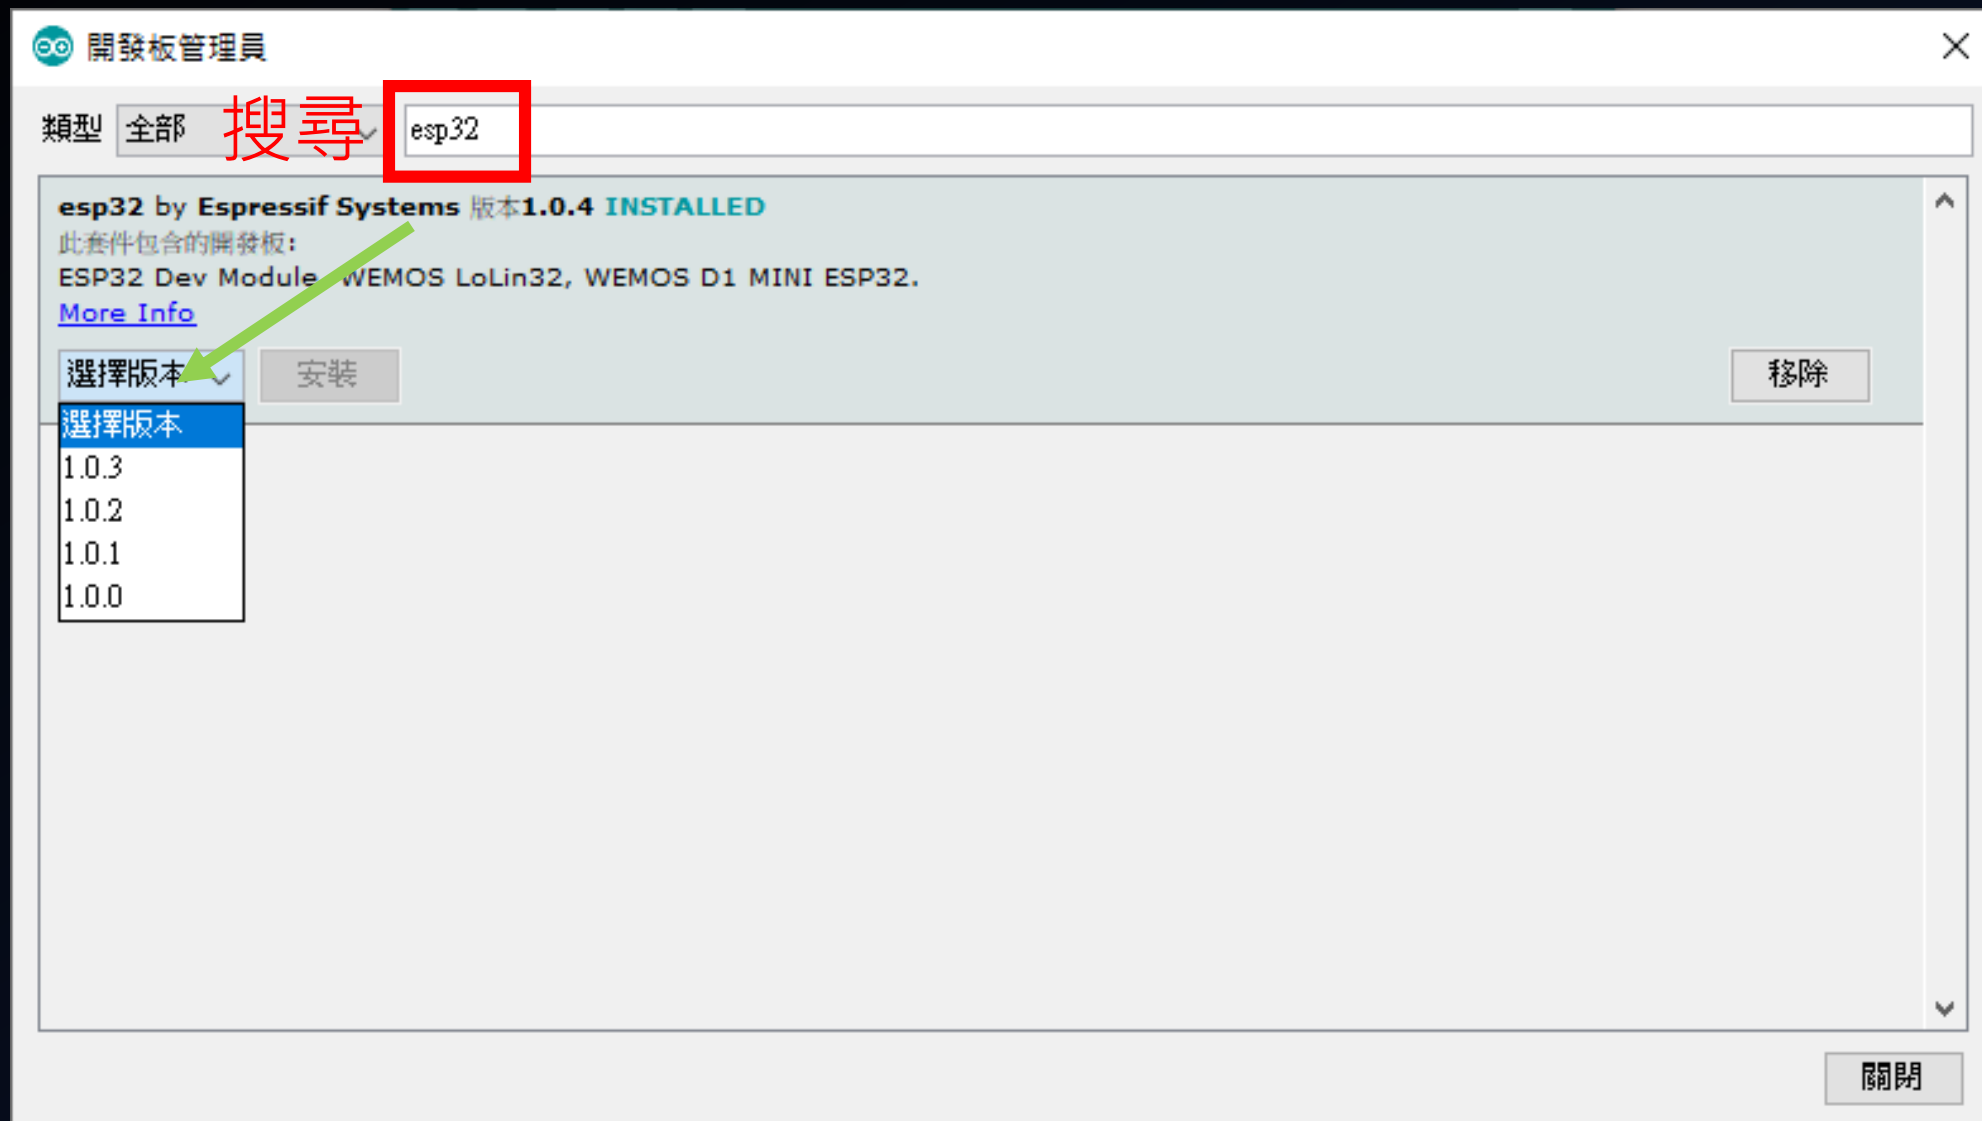 開發板管理員
類型 全部 搜尋 esp32
esp32 by Espressif Systems 版本1.0.4 INSTALLED
此套件包含的開發板:
ESP32 Dev Module, WEMOS LoLin32, WEMOS D1 MINI ESP32.
More Info
選擇版本 安裝 移除
選擇版本
1.0.3
1.0.2
1.0.1
1.0.0
關閉